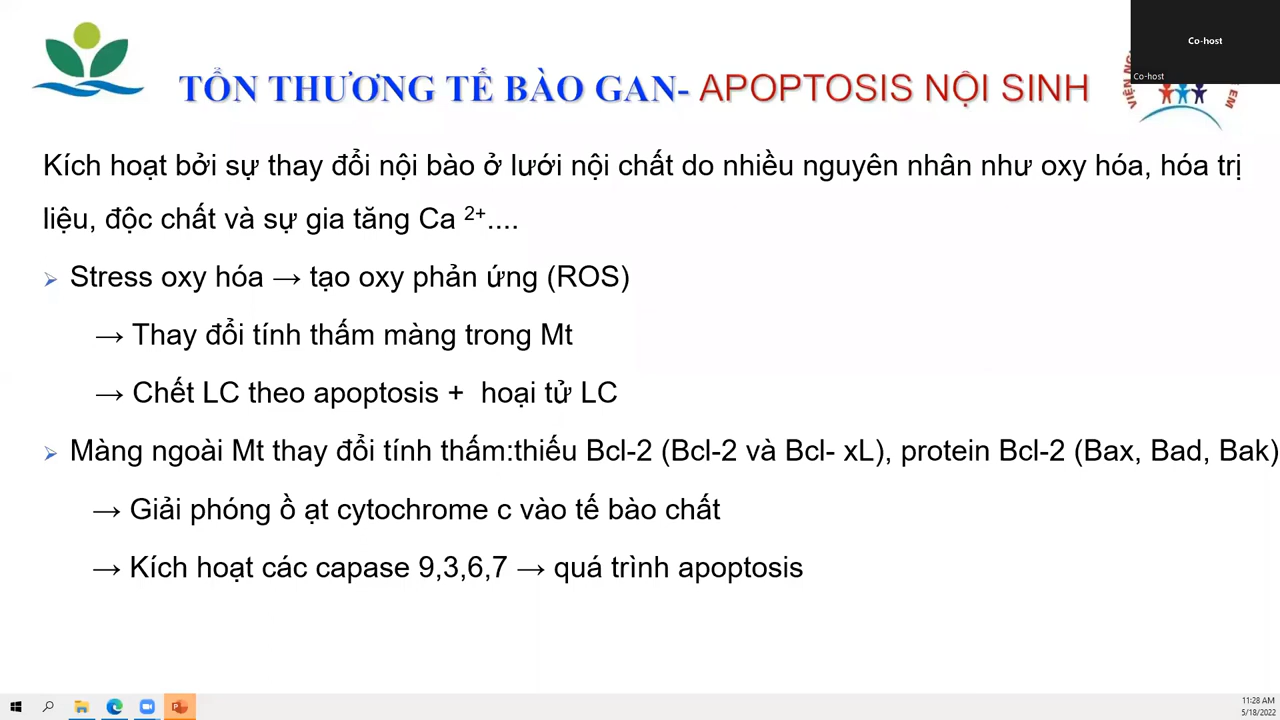 Co-host
Co-host
TỔN THƯƠNG TẾ BÀO GAN- APOPTOSIS NỘI SINH
Kích hoạt bởi sự thay đổi nội bào ở lưới nội chất do nhiều nguyên nhân như oxy hóa, hóa trị
liệu, độc chất và sự gia tăng Ca 2+....
➢ Stress oxy hóa → tạo oxy phản ứng (ROS)
→ Thay đổi tính thấm màng trong Mt
→ Chết LC theo apoptosis + hoại tử LC
➢ Màng ngoài Mt thay đổi tính thấm:thiếu Bcl-2 (Bcl-2 và Bcl- xL), protein Bcl-2 (Bax, Bad, Bak)
→ Giải phóng ồ ạt cytochrome c vào tế bào chất
→ Kích hoạt các capase 9,3,6,7 → quá trình apoptosis
11:28 AM
5/18/2022